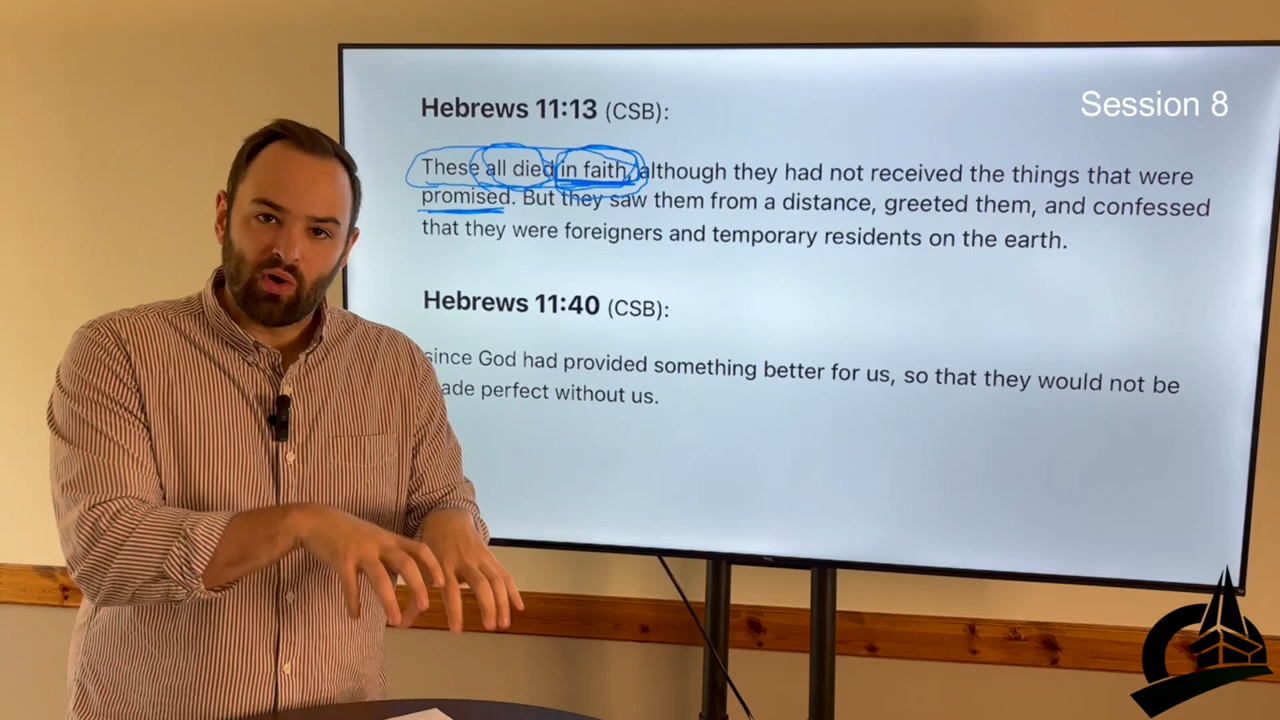 Session 8
Hebrews 11:13 (CSB):
These all died in faith, although they had not received the things that were
promised. But they saw them from a distance, greeted them, and confessed
that they were foreigners and temporary residents on the earth.
Hebrews 11:40 (CSB):
since God had provided something better for us, so that they would not be
ade perfect without us.
TCL